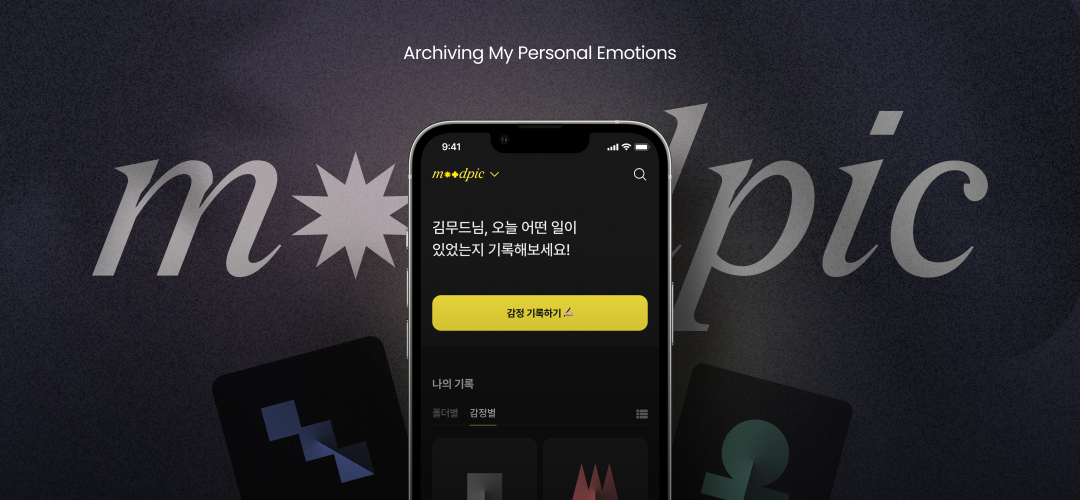 Archiving My Personal Emotions
m dpic
9:41
m dpic
김무드님, 오늘 어떤 일이
있었는지 기록해보세요!
감정 기록하기
나의 기록
폴더별 감정별